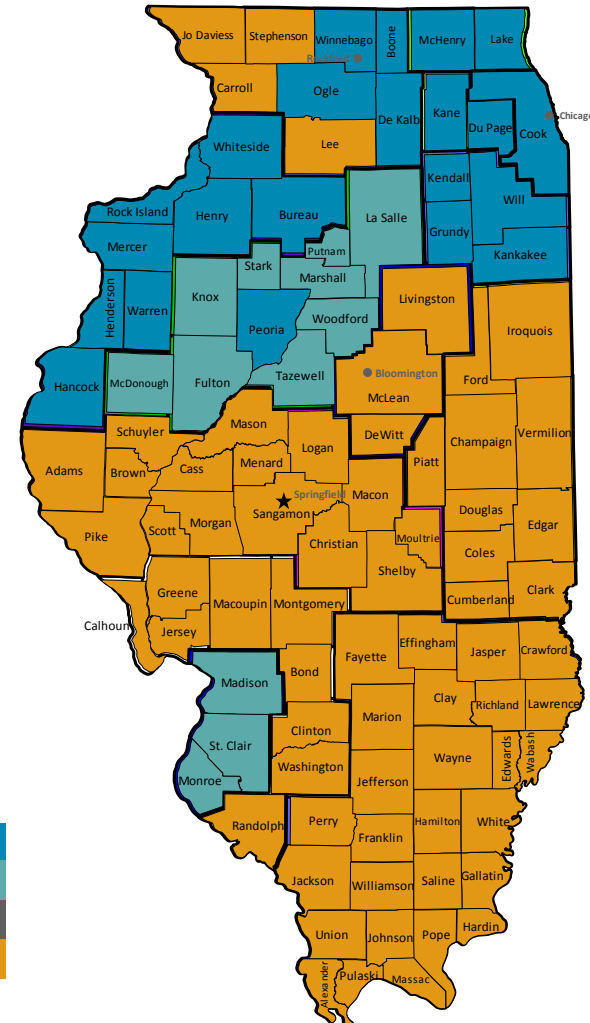 Jo Daviess
Stephenson
Winnebago
Boone
McHenry
Lake
Rockford
Carroll
Ogle
De Kalb
Kane
Du Page
Cook
Chicago
Lee
Whiteside
Kendall
Will
Rock Island
Henry
Bureau
La Salle
Grundy
Mercer
Putnam
Kankakee
Stark
Marshall
Henderson
Warren
Knox
Livingston
Woodford
Peoria
Iroquois
Hancock
McDonough
Fulton
Tazewell
Bloomington
McLean
Ford
Mason
Schuyler
Logan
DeWitt
Vermilion
Champaign
Adams
Brown
Cass
Menard
Piatt
Macon
Springfield
Sangamon
Douglas
Pike
Scott
Morgan
Edgar
Moultrie
Christian
Coles
Shelby
Greene
Macoupin
Montgomery
Cumberland
Clark
Calhoun
Jersey
Effingham
Fayette
Jasper
Crawford
Bond
Madison
Clay
Richland
Lawrence
Marion
Clinton
St. Clair
Wayne
Edwards
Wabash
Washington
Monroe
Jefferson
Randolph
Perry
Hamilton
White
Franklin
Jackson
Williamson
Saline
Gallatin
Union
Johnson
Pope
Hardin
Alexander
Pulaski
Massac